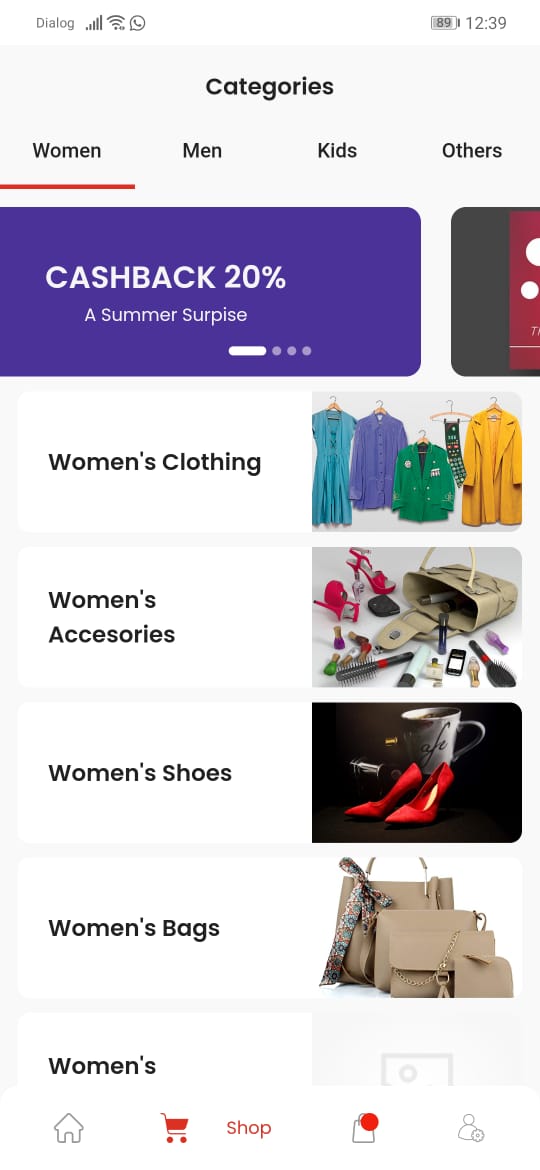 Dialog 89 12:39
Categories
Women Men Kids Others
CASHBACK 20%
A Summer Surpise
Women's Clothing
Women's
Accesories
Women's Shoes
Women's Bags
Women's
Shop